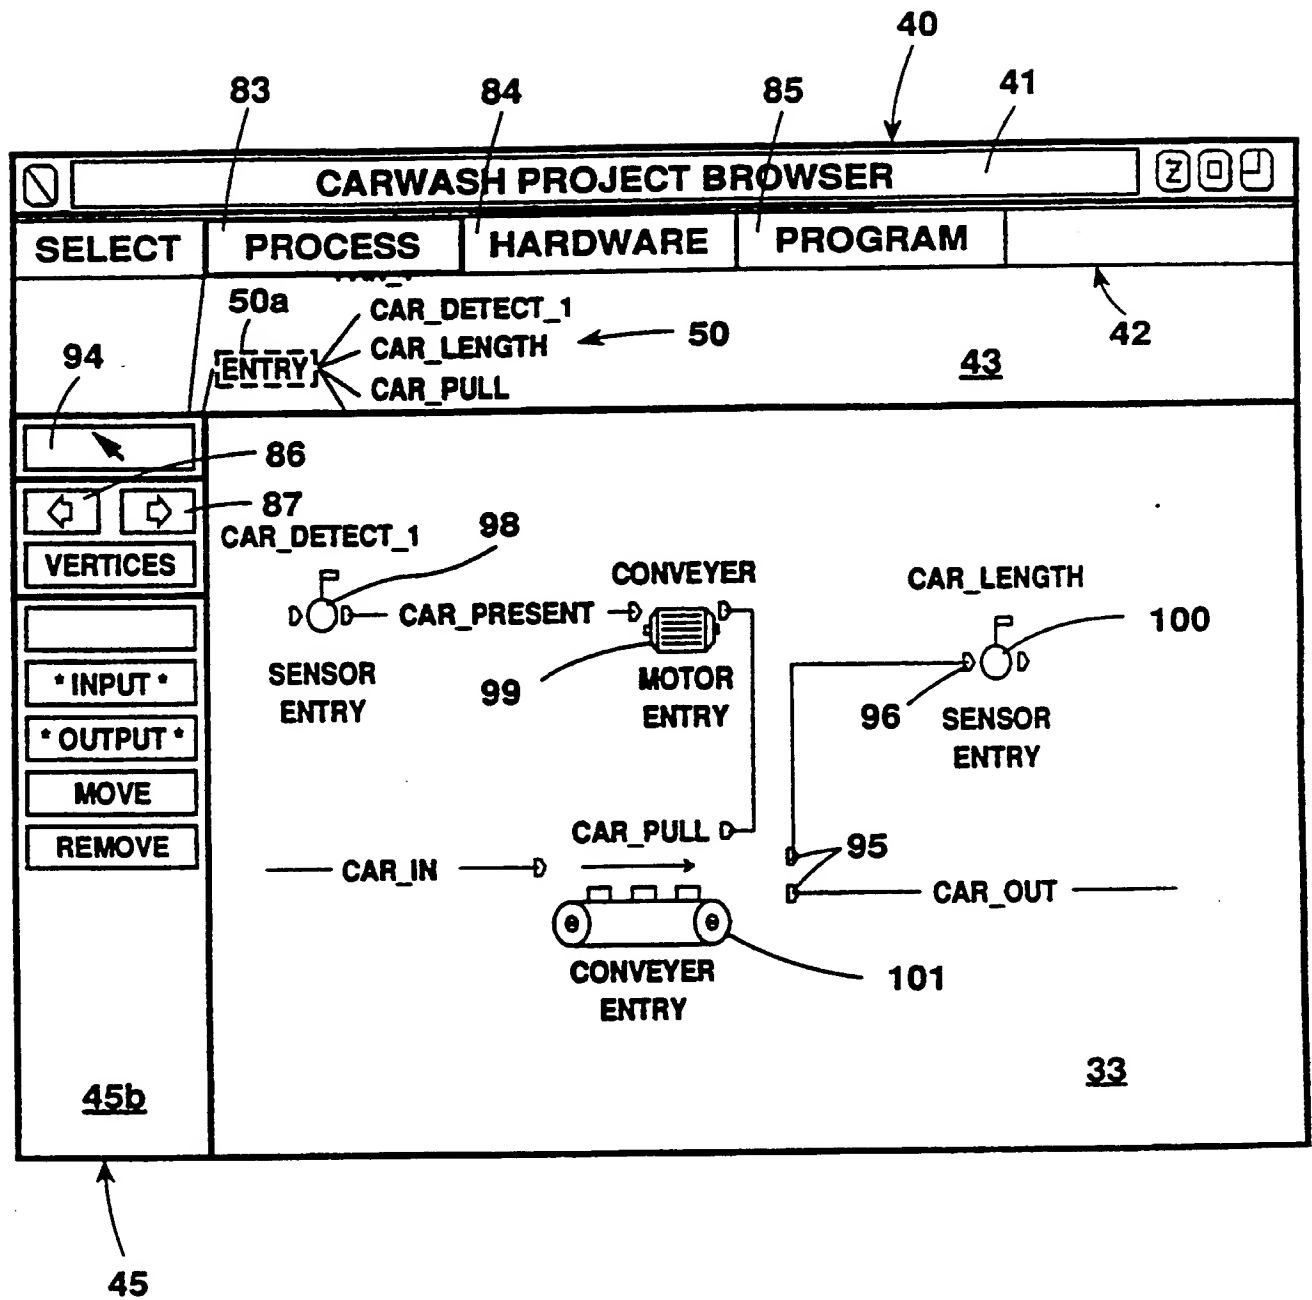 40
83
84
85
41
CARWASH PROJECT BROWSER
Z
SELECT
PROCESS
HARDWARE
PROGRAM
50a
CAR_DETECT_1
42
50
94
ENTRY
CAR_LENGTH
43
CAR_PULL
86
87
CAR_DETECT_1
98
VERTICES
CONVEYER
CAR_LENGTH
CAR_PRESENT
100
* INPUT *
SENSOR
ENTRY
99
MOTOR
ENTRY
96
SENSOR
ENTRY
* OUTPUT *
MOVE
REMOVE
CAR_PULL
95
CAR_IN
CAR_OUT
CONVEYER
ENTRY
101
33
45b
45